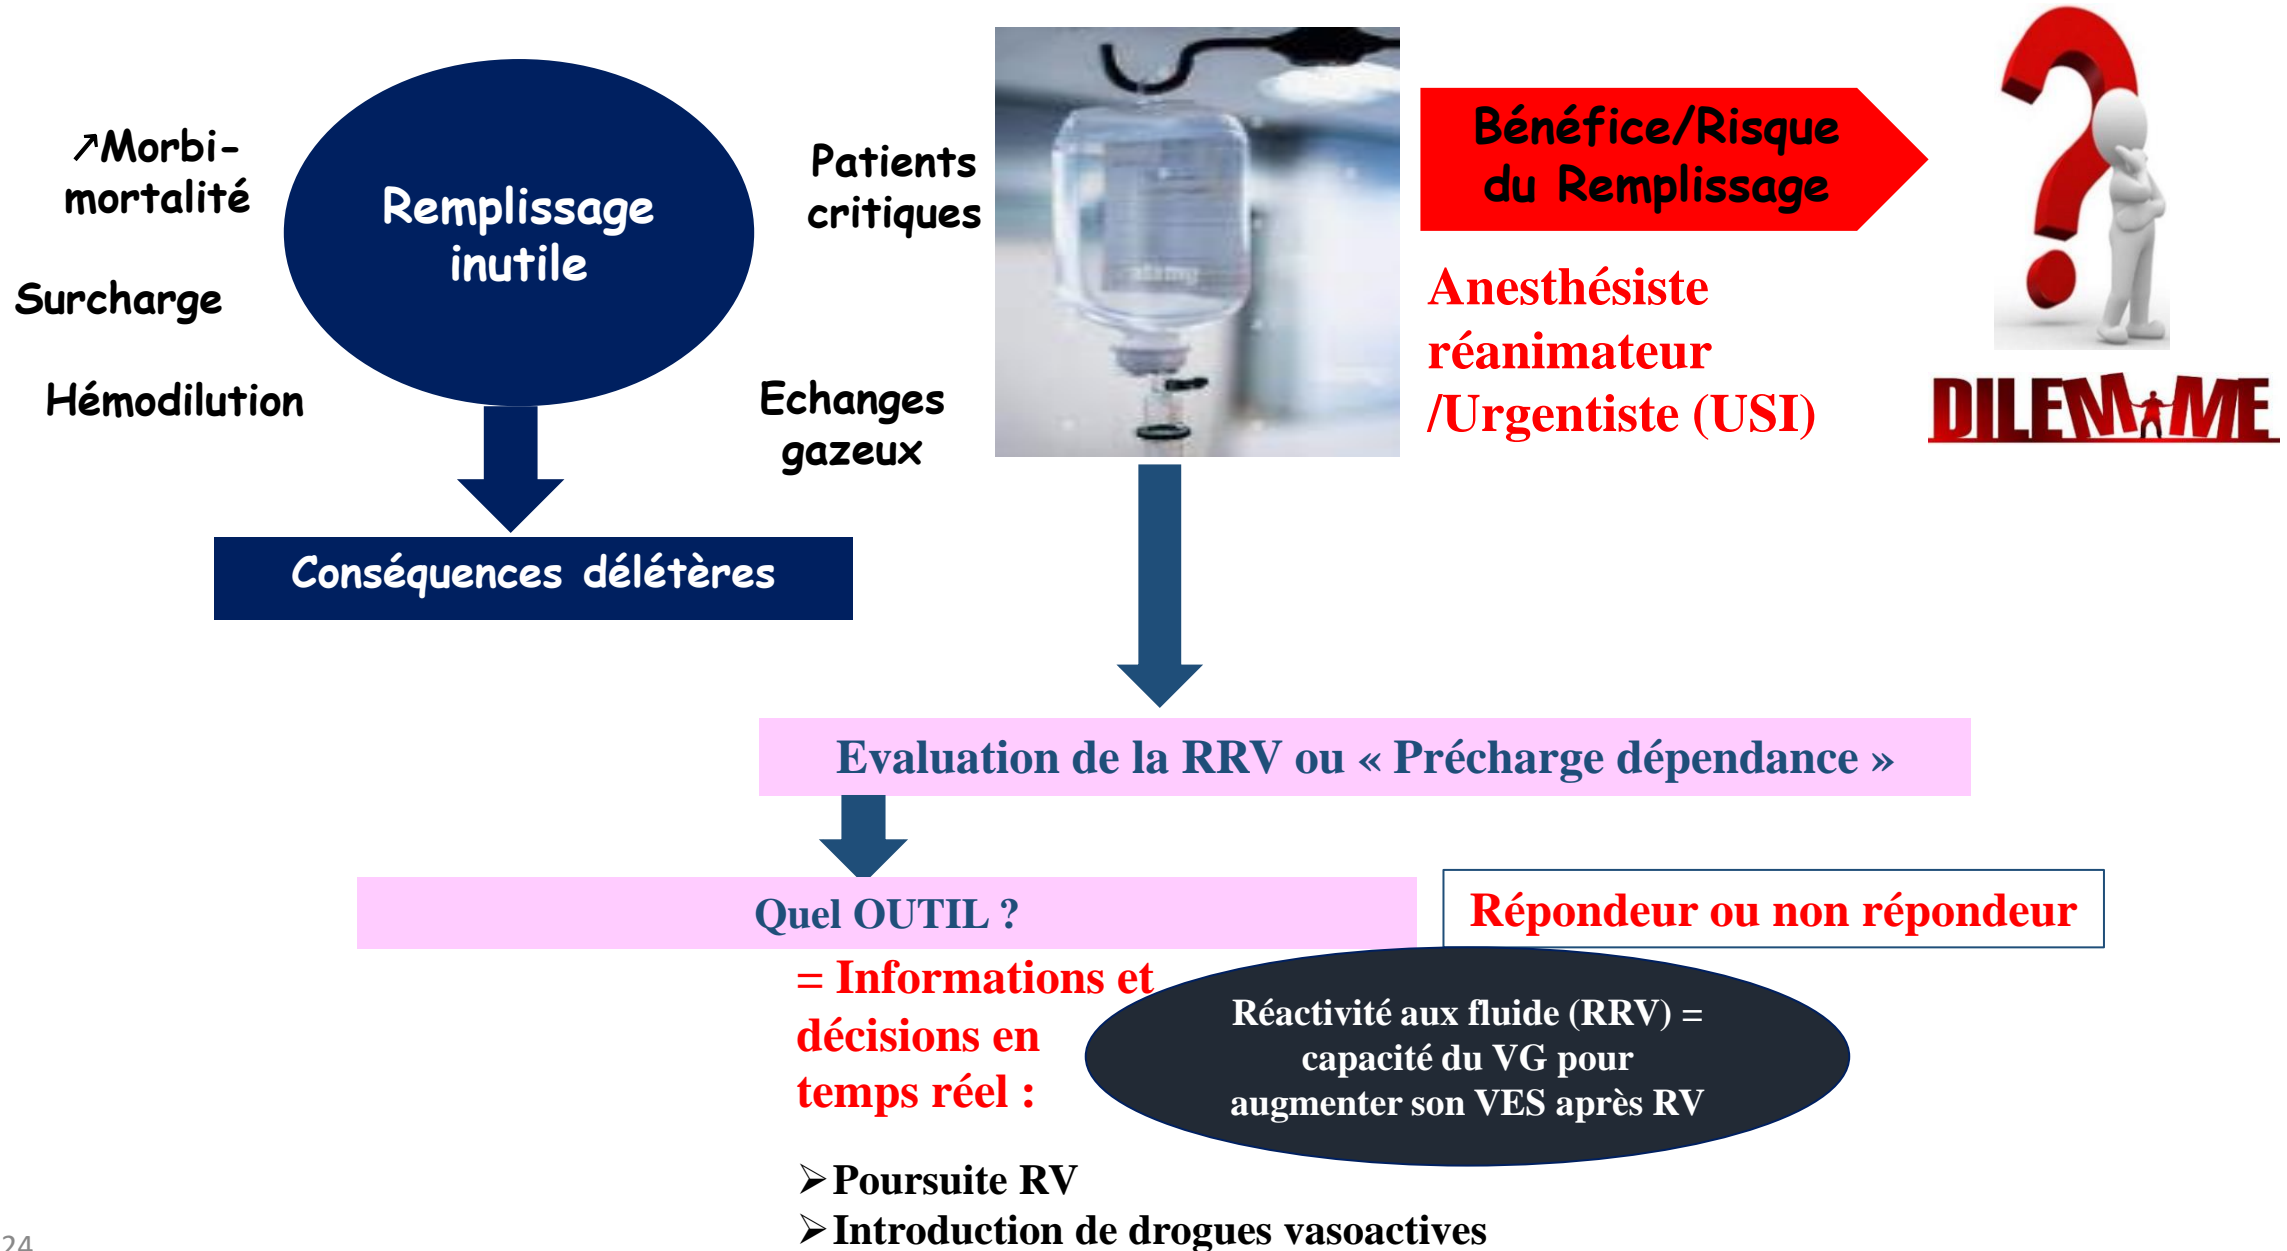 ↗Morbi-
mortalité
Surcharge
Hémodilution
Remplissage
inutile
Patients
critiques
Echanges
gazeux
Conséquences délétères
Bénéfice/Risque
du Remplissage
Anesthésiste
réanimateur
/Urgentiste (USI)
DILEMME
Evaluation de la RRV ou « Précharge dépendance »
Quel OUTIL ?
Répondeur ou non répondeur
= Informations et
décisions en
temps réel :
Réactivité aux fluide (RRV) =
capacité du VG pour
augmenter son VES après RV
➢Poursuite RV
➢Introduction de drogues vasoactives
24